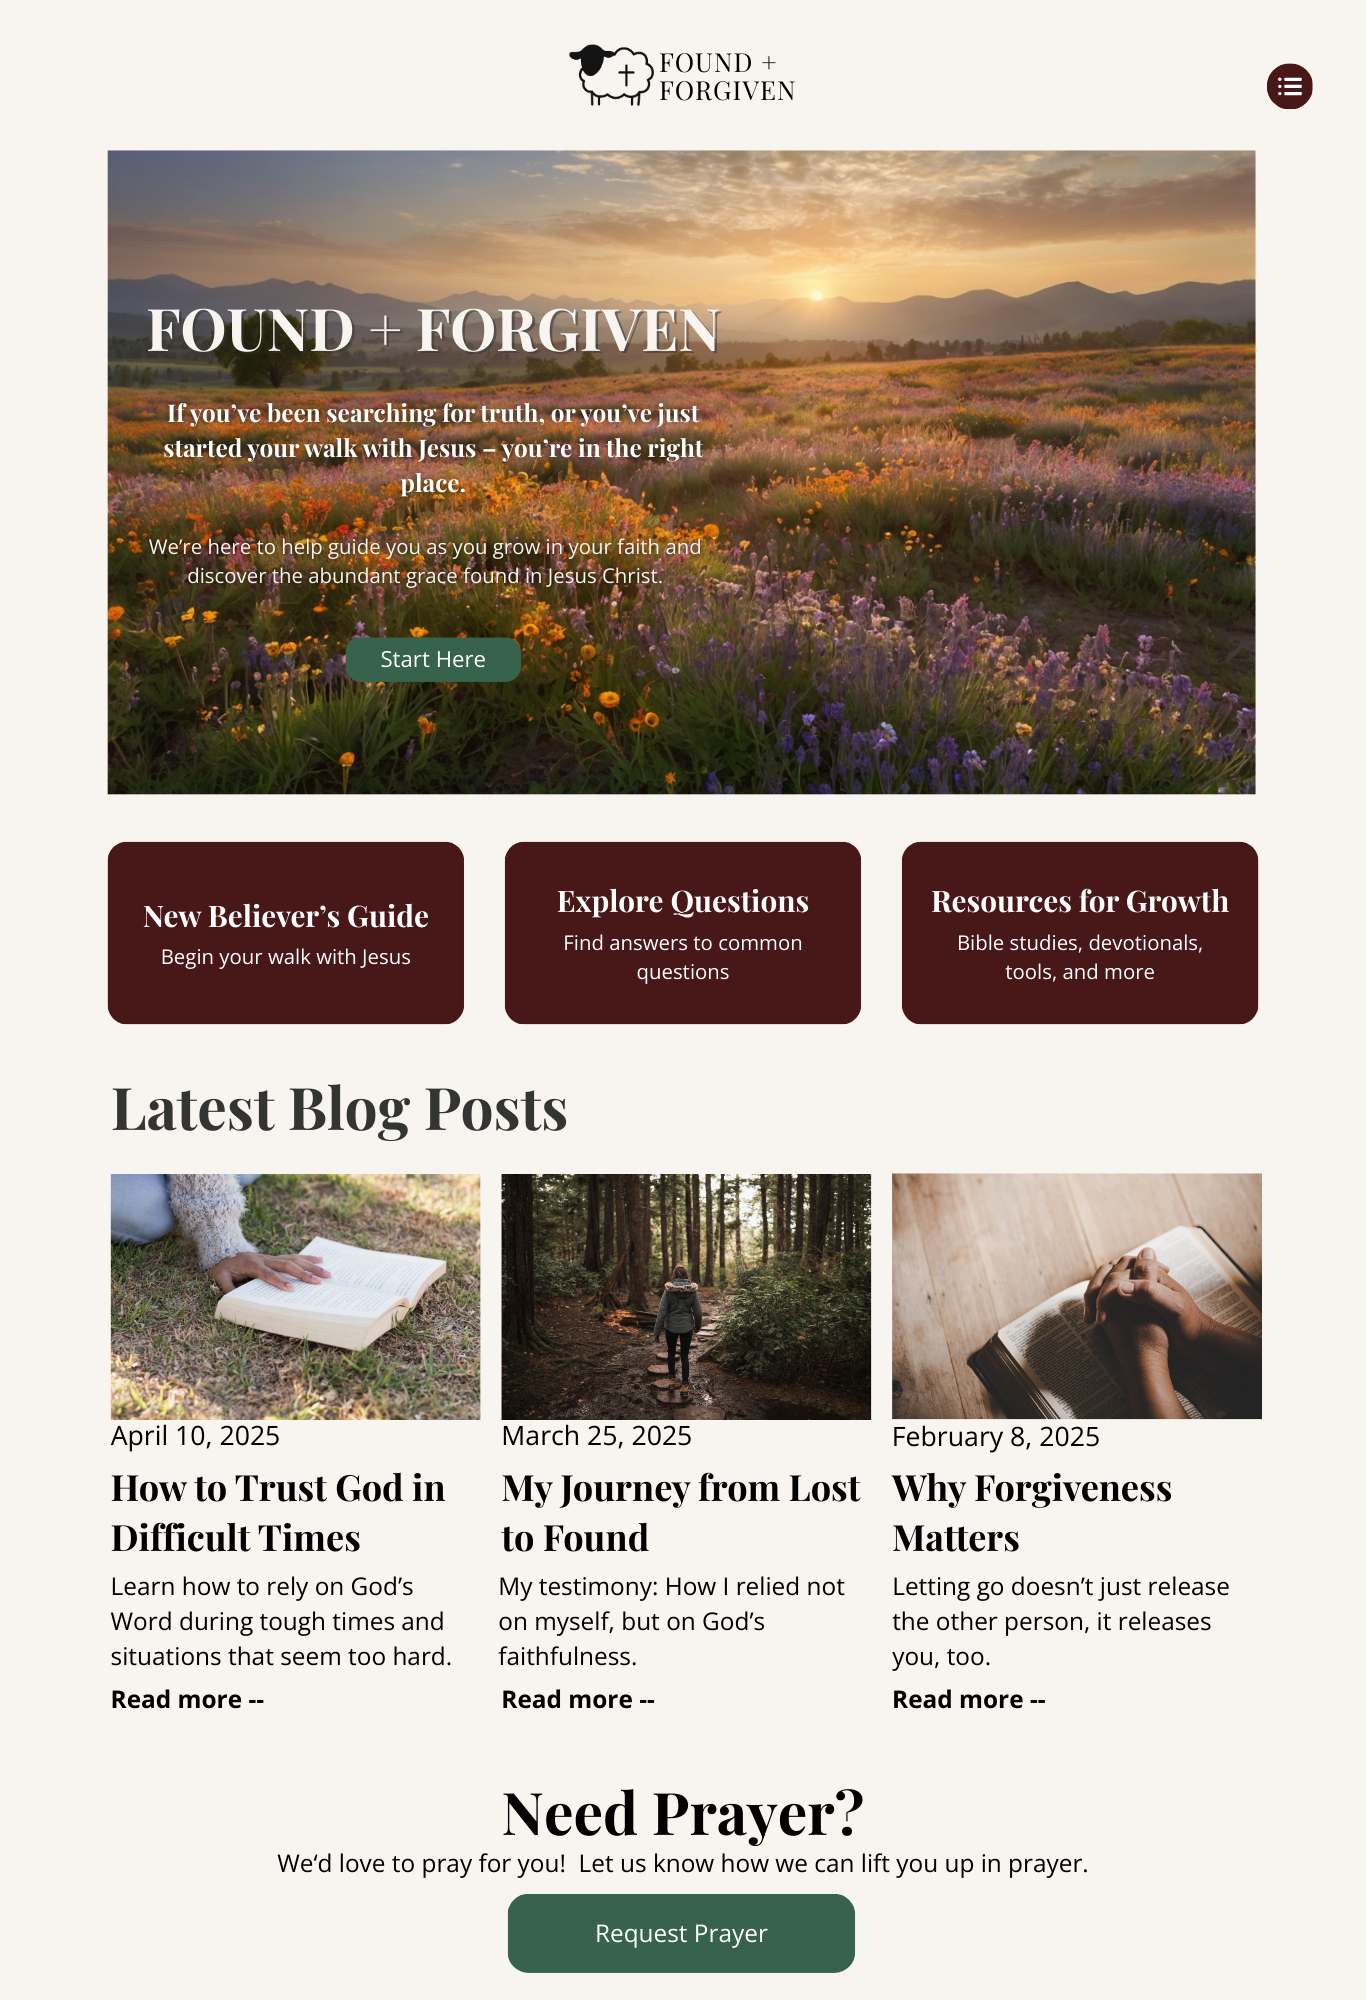 FOUND +
FORGIVEN
FOUND + FORGIVEN
If you’ve been searching for truth, or you’ve just
started your walk with Jesus – you’re in the right
place.
We’re here to help guide you as you grow in your faith and
discover the abundant grace found in Jesus Christ.
Start Here
New Believer’s Guide
Begin your walk with Jesus
Explore Questions
Find answers to common
questions
Resources for Growth
Bible studies, devotionals,
tools, and more
Latest Blog Posts
April 10, 2025
How to Trust God in
Difficult Times
Learn how to rely on God’s
Word during tough times and
situations that seem too hard.
Read more --
March 25, 2025
My Journey from Lost
to Found
My testimony: How I relied not
on myself, but on God’s
faithfulness.
Read more --
February 8, 2025
Why Forgiveness
Matters
Letting go doesn’t just release
the other person, it releases
you, too.
Read more --
Need Prayer?
We‘d love to pray for you!  Let us know how we can lift you up in prayer.
Request Prayer